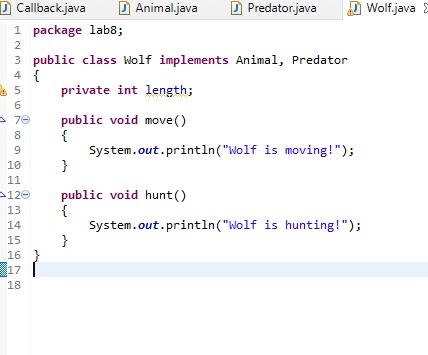 Callback.java Animal.java Predator.java Wolf.java
1 package lab8;
2
3 public class Wolf implements Animal, Predator
4 {
5     private int length;
6
7     public void move()
8     {
9         System.out.println("Wolf is moving!");
10     }
11
12     public void hunt()
13     {
14         System.out.println("Wolf is hunting!");
15     }
16 }
17
18